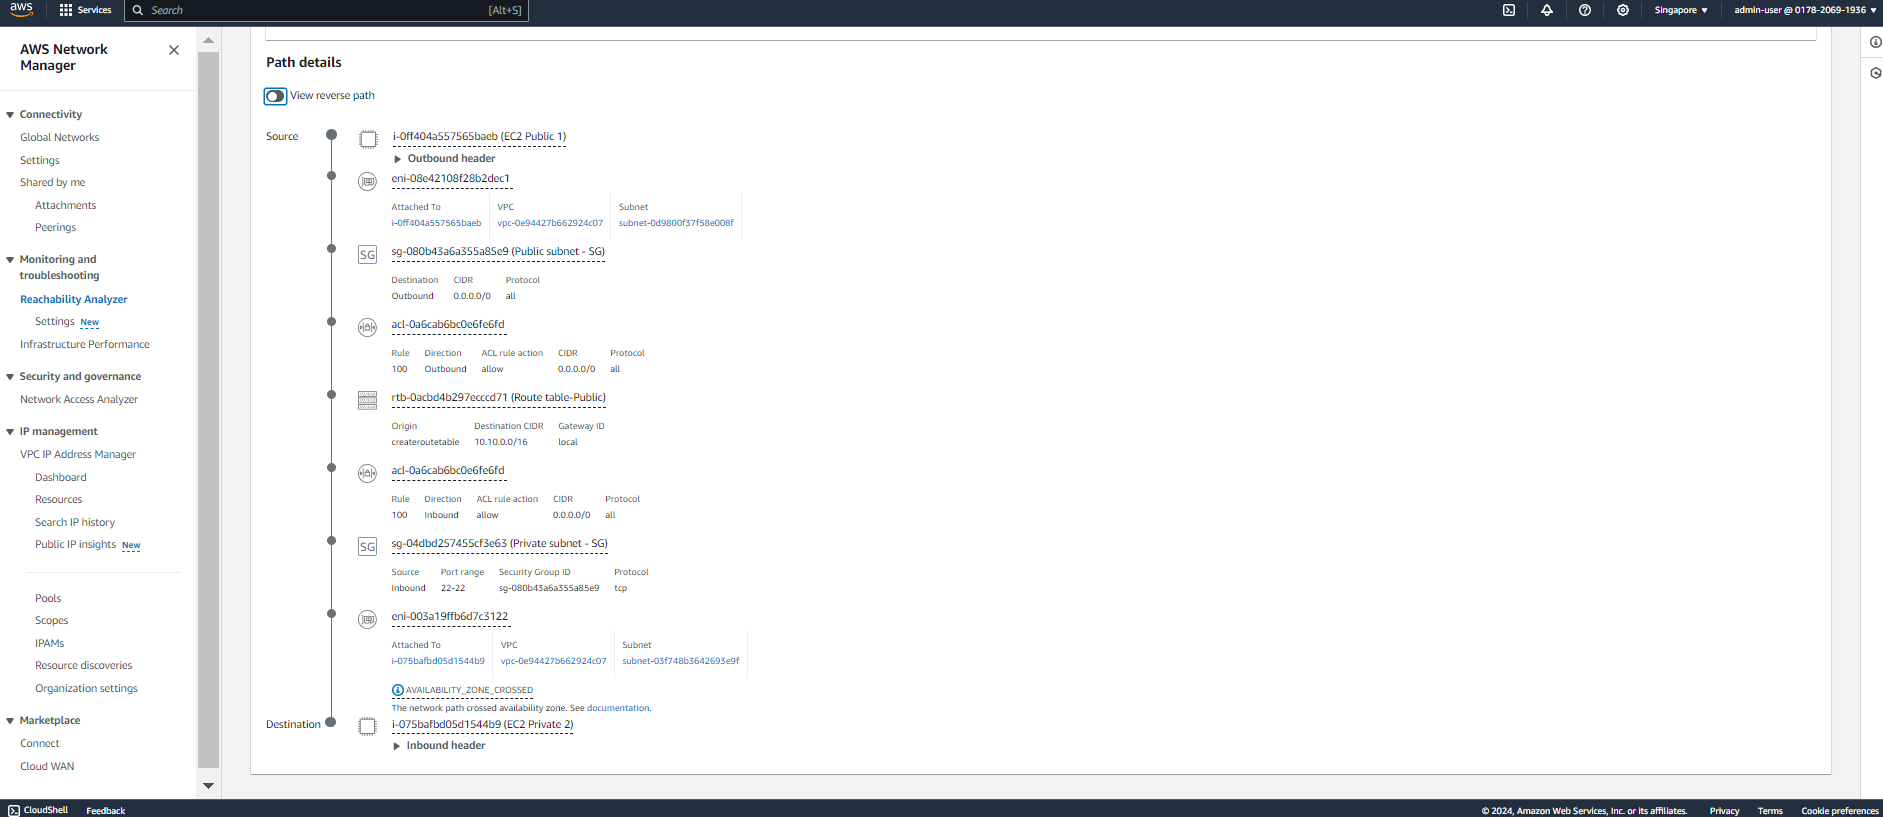 aws Services Search [Alt+S] Singapore ▼ admin-user @ 0178-2069-1936 ▼
AWS Network
Manager
Connectivity
Global Networks
Settings
Shared by me
Attachments
Peerings
Monitoring and
troubleshooting
Reachability Analyzer
Settings New
Infrastructure Performance
Security and governance
Network Access Analyzer
IP management
VPC IP Address Manager
Dashboard
Resources
Search IP history
Public IP insights New
Pools
Scopes
IPAMs
Resource discoveries
Organization settings
Marketplace
Connect
Cloud WAN
Path details
View reverse path
Source
i-0ff404a557565baeb (EC2 Public 1)
Outbound header
eni-08e42108f28b2dec1
Attached To VPC Subnet
i-0ff404a557565baeb vpc-0e94427b662924c07 subnet-0d9800f37f58e008f
SG sg-080b43a6a355a85e9 (Public subnet - SG)
Destination CIDR Protocol
Outbound 0.0.0.0/0 all
acl-0a6cab6bc0e6fe6fd
Rule Direction ACL rule action CIDR Protocol
100 Outbound allow 0.0.0.0/0 all
rtb-0acbd4b297ecccd71 (Route table-Public)
Origin Destination CIDR Gateway ID
createroutetable 10.10.0.0/16 local
acl-0a6cab6bc0e6fe6fd
Rule Direction ACL rule action CIDR Protocol
100 Inbound allow 0.0.0.0/0 all
SG sg-04dbd257455cf3e63 (Private subnet - SG)
Source Port range Security Group ID Protocol
Inbound 22-22 sg-080b43a6a355a85e9 tcp
eni-003a19ffb6d7c3122
Attached To VPC Subnet
i-075bafbd05d1544b9 vpc-0e94427b662924c07 subnet-03f748b3642693e9f
AVAILABILITY_ZONE_CROSSED
The network path crossed availability zone. See documentation.
Destination i-075bafbd05d1544b9 (EC2 Private 2)
Inbound header
CloudShell Feedback © 2024, Amazon Web Services, Inc. or its affiliates. Privacy Terms Cookie preferences